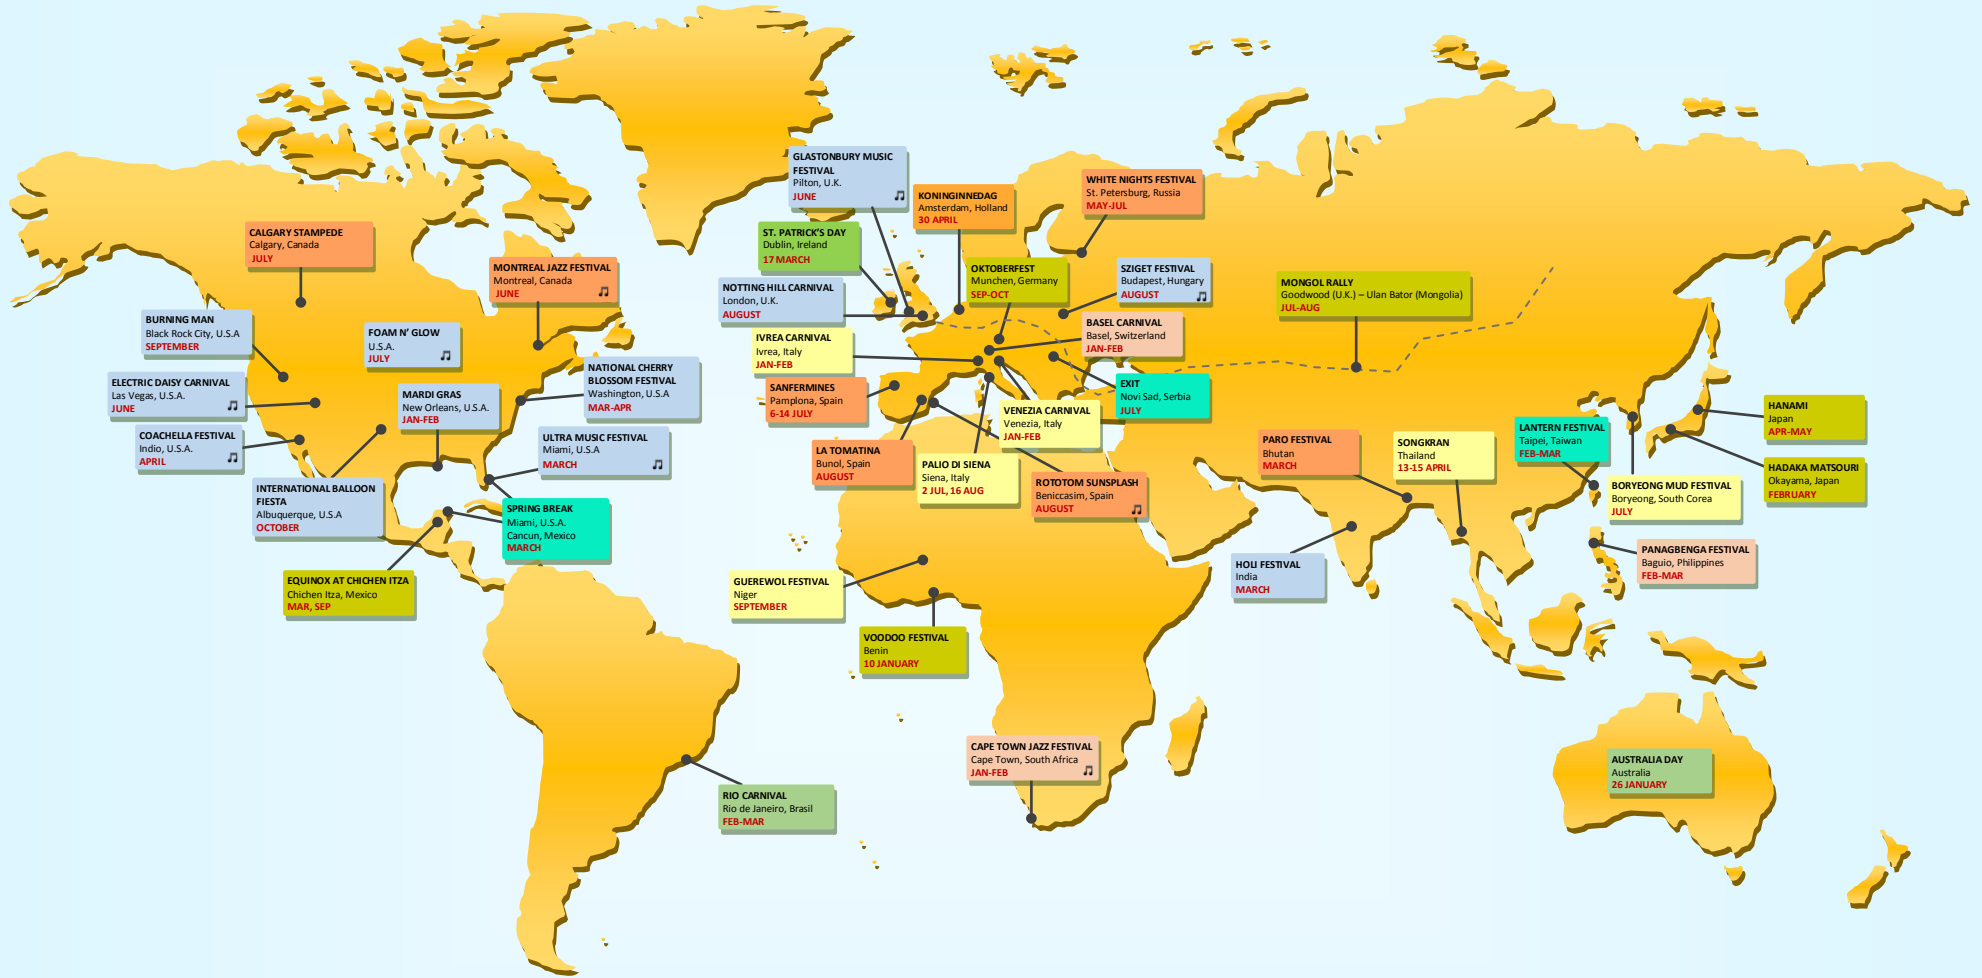 GLASTONBURY MUSIC
FESTIVAL
Pilton, U.K.
JUNE
KONINGINNEDAG
Amsterdam, Holland
30 APRIL
WHITE NIGHTS FESTIVAL
St. Petersburg, Russia
MAY-JUL
CALGARY STAMPEDE
Calgary, Canada
JULY
ST. PATRICK'S DAY
Dublin, Ireland
17 MARCH
MONTREAL JAZZ FESTIVAL
Montreal, Canada
JUNE
OKTOBERFEST
Munchen, Germany
SEP-OCT
SZIGET FESTIVAL
Budapest, Hungary
AUGUST
MONGOL RALLY
Goodwood (U.K.) – Ulan Bator (Mongolia)
JUL-AUG
NOTTING HILL CARNIVAL
London, U.K.
AUGUST
BURNING MAN
Black Rock City, U.S.A
SEPTEMBER
FOAM N' GLOW
U.S.A.
JULY
IVREA CARNIVAL
Ivrea, Italy
JAN-FEB
BASEL CARNIVAL
Basel, Switzerland
JAN-FEB
NATIONAL CHERRY
BLOSSOM FESTIVAL
Washington, U.S.A
MAR-APR
ELECTRIC DAISY CARNIVAL
Las Vegas, U.S.A.
JUNE
MARDI GRAS
New Orleans, U.S.A.
JAN-FEB
SANFERMINES
Pamplona, Spain
6-14 JULY
EXIT
Novi Sad, Serbia
JULY
VENEZIA CARNIVAL
Venezia, Italy
JAN-FEB
HANAMI
Japan
APR-MAY
COACHELLA FESTIVAL
Indio, U.S.A.
APRIL
ULTRA MUSIC FESTIVAL
Miami, U.S.A
MARCH
LA TOMATINA
Bunol, Spain
AUGUST
PALIO DI SIENA
Siena, Italy
2 JUL, 16 AUG
ROTOTOM SUNSPLASH
Beniccasim, Spain
AUGUST
PARO FESTIVAL
Bhutan
MARCH
SONGKRAN
Thailand
13-15 APRIL
LANTERN FESTIVAL
Taipei, Taiwan
FEB-MAR
HADAKA MATSOURI
Okayama, Japan
FEBRUARY
BORYEONG MUD FESTIVAL
Boryeong, South Corea
JULY
INTERNATIONAL BALLOON
FIESTA
Albuquerque, U.S.A
OCTOBER
SPRING BREAK
Miami, U.S.A.
Cancun, Mexico
MARCH
EQUINOX AT CHICHEN ITZA
Chichen Itza, Mexico
MAR, SEP
GUEREWOL FESTIVAL
Niger
SEPTEMBER
HOLI FESTIVAL
India
MARCH
PANAGBENGA FESTIVAL
Baguio, Philippines
FEB-MAR
VOODOO FESTIVAL
Benin
10 JANUARY
CAPE TOWN JAZZ FESTIVAL
Cape Town, South Africa
JAN-FEB
AUSTRALIA DAY
Australia
26 JANUARY
RIO CARNIVAL
Rio de Janeiro, Brasil
FEB-MAR